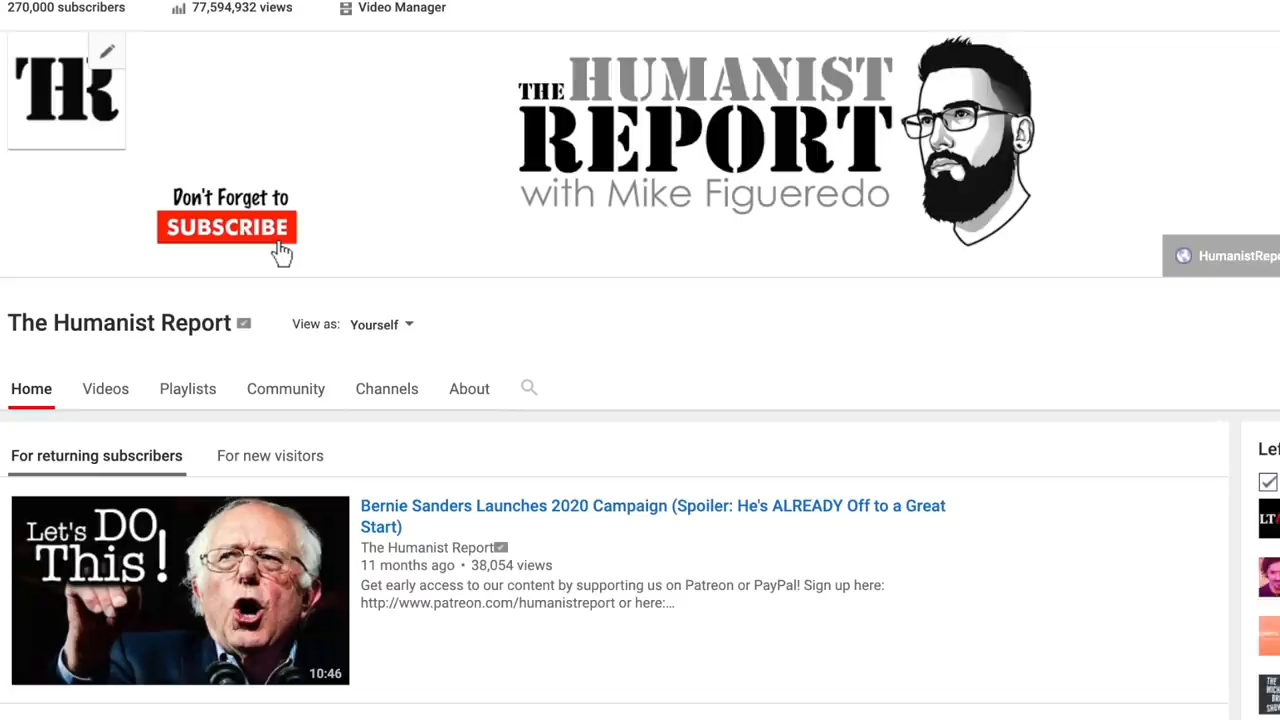 270,000 subscribers
77,594,932 views
Video Manager
THR
THE HUMANIST
REPORT
with Mike Figueredo
Don't Forget to
SUBSCRIBE
The Humanist Report
View as: Yourself
Home Videos Playlists Community Channels About
For returning subscribers For new visitors
Let's DO
This!
10:46
Bernie Sanders Launches 2020 Campaign (Spoiler: He's ALREADY Off to a Great
Start)
The Humanist Report
11 months ago • 38,054 views
Get early access to our content by supporting us on Patreon or PayPal! Sign up here:
http://www.patreon.com/humanistreport or here:...
THE